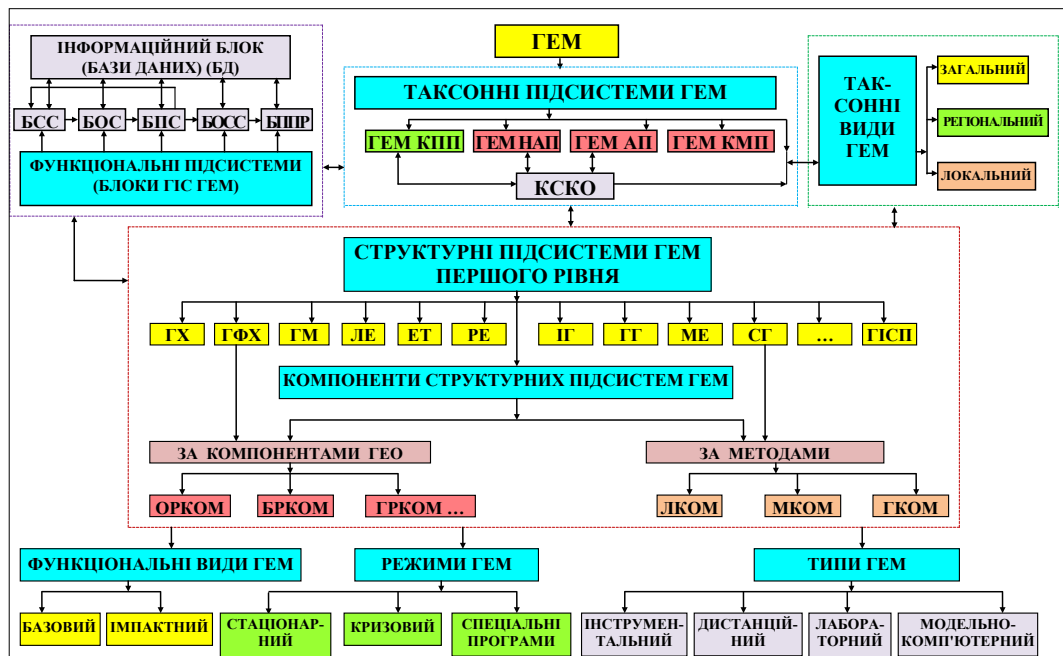 ІНФОРМАЦІЙНИЙ БЛОК
(БАЗИ ДАНИХ) (БД)
БСС
БОС
БПС
БОСС
БППР
ФУНКЦІОНАЛЬНІ ПІДСИСТЕМИ
(БЛОКИ ГІС ГЕМ)
ГЕМ
ТАКСОННІ ПІДСИСТЕМИ ГЕМ
ГЕМ КПП
ГЕМ НАП
ГЕМ АП
ГЕМ КМП
КСКО
ТАК-
СОННІ
ВИДИ
ГЕМ
ЗАГАЛЬНИЙ
РЕГІОНАЛЬНИЙ
ЛОКАЛЬНИЙ
СТРУКТУРНІ ПІДСИСТЕМИ ГЕМ
ПЕРШОГО РІВНЯ
ГХ
ГФХ
ГМ
ЛЕ
ЕТ
РЕ
ІГ
ГГ
МЕ
СГ
...
ГІСП
КОМПОНЕНТИ СТРУКТУРНИХ ПІДСИСТЕМ ГЕМ
ЗА КОМПОНЕНТАМИ ГЕО
ЗА МЕТОДАМИ
ОРКОМ
БРКОМ
ГРКОМ ...
ЛКОМ
МКОМ
ГКОМ
ФУНКЦІОНАЛЬНІ ВИДИ ГЕМ
РЕЖИМИ ГЕМ
ТИПИ ГЕМ
БАЗОВИЙ
ІМПАКТНИЙ
СТАЦІОНАР-
НИЙ
КРИЗОВИЙ
СПЕЦІАЛЬНІ
ПРОГРАМИ
ІНСТРУМЕН-
ТАЛЬНИЙ
ДИСТАНЦІЙ-
НИЙ
ЛАБОРА-
ТОРНИЙ
МОДЕЛЬНО-
КОМП'ЮТЕРНИЙ